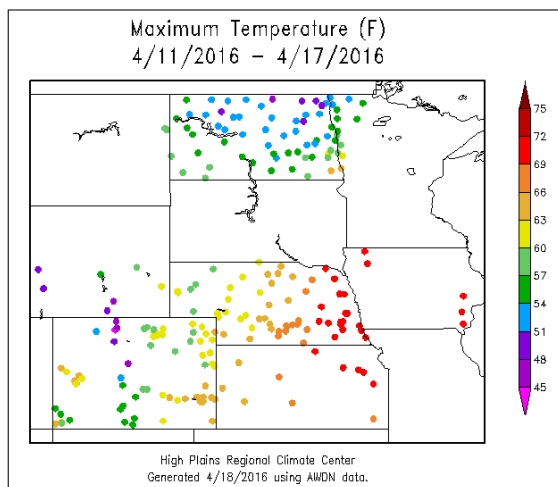 Maximum Temperature (F)
4/11/2016 – 4/17/2016
75
72
69
66
63
60
57
54
51
48
45
High Plains Regional Climate Center
Generated 4/18/2016 using AWDN data.